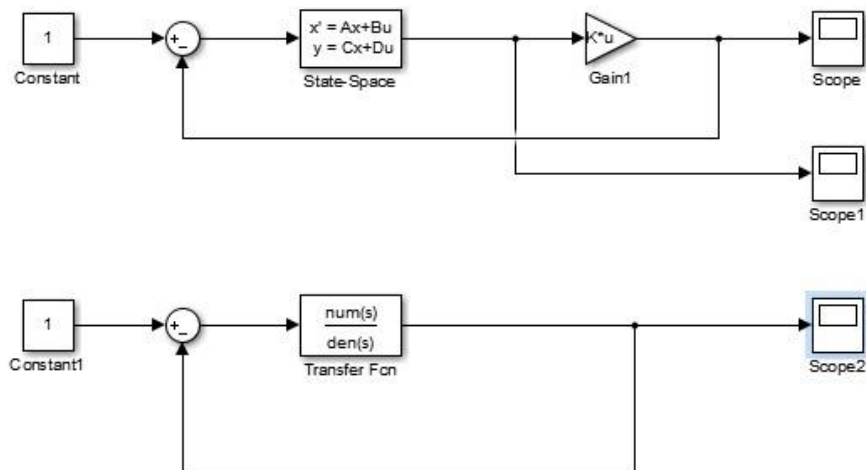 1
Constant
+
-
x' = Ax+Bu
y = Cx+Du
State-Space
K*u
Gain1
Scope
Scope1
1
Constant1
+
-
num(s)
den(s)
Transfer Fcn
Scope2